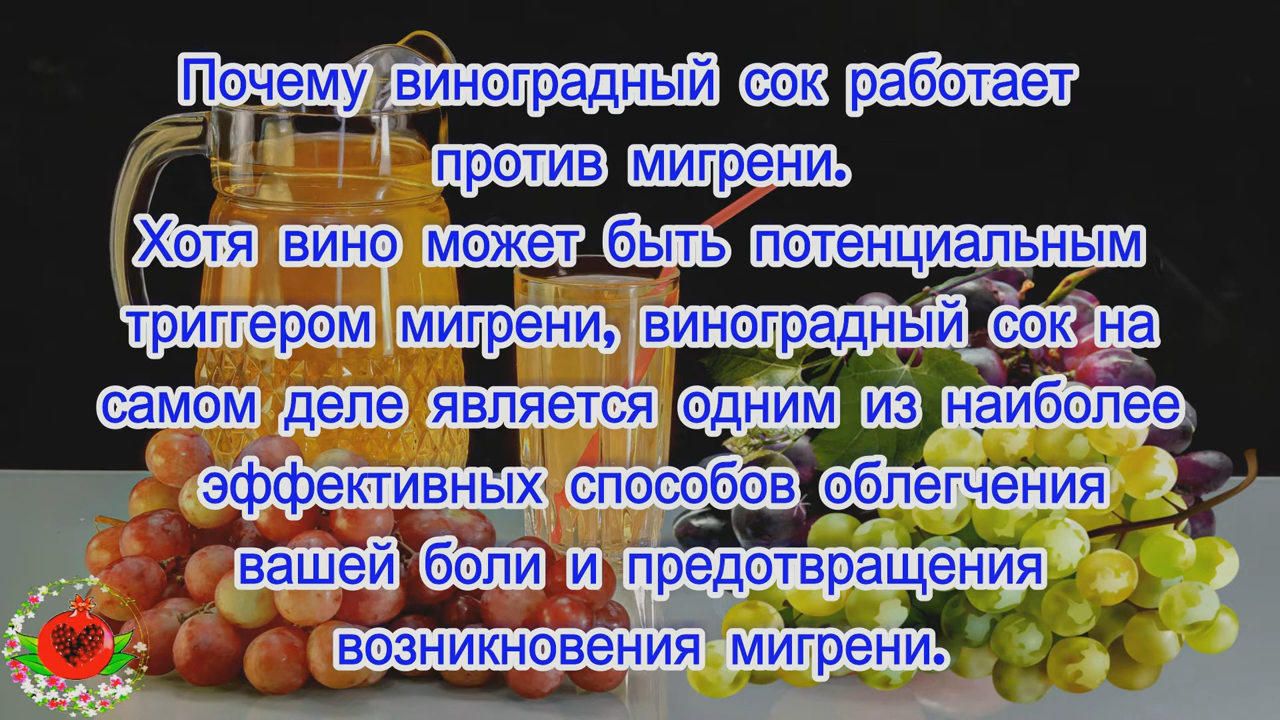 Почему виноградный сок работает
против мигрени.
Хотя вино может быть потенциальным
триггером мигрени, виноградный сок на
самом деле является одним из наиболее
эффективных способов облегчения
вашей боли и предотвращения
возникновения мигрени.